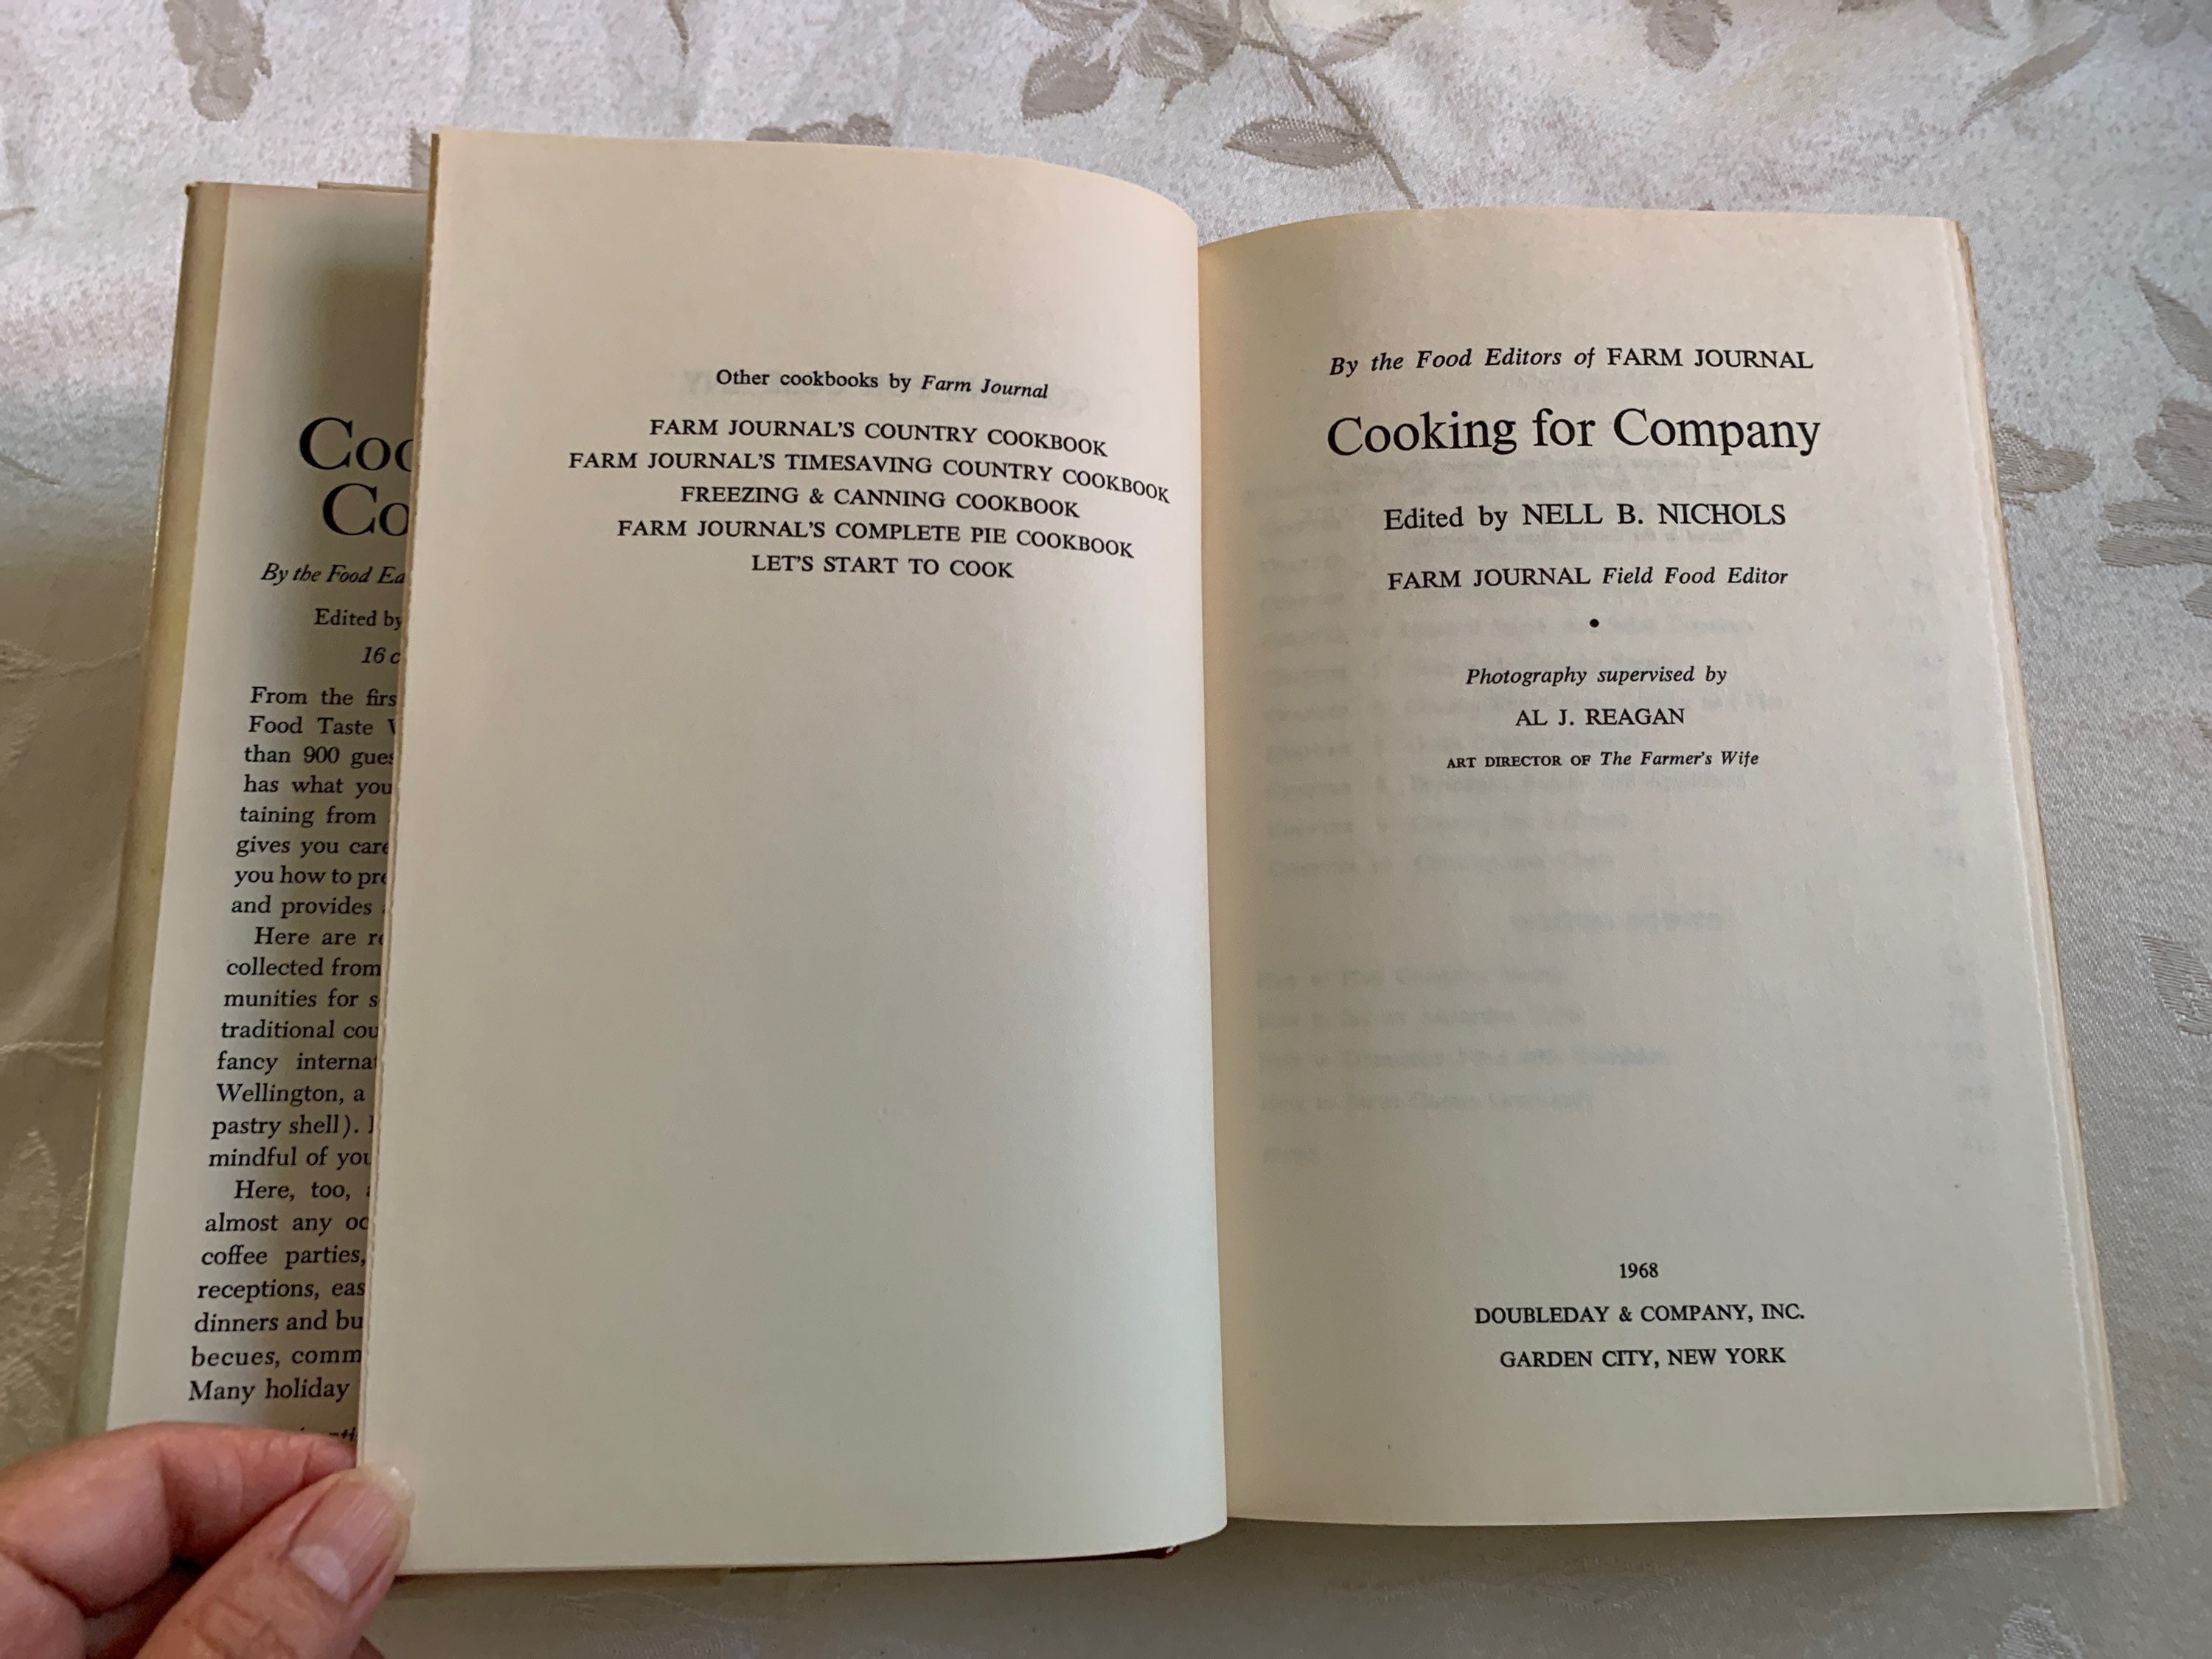 Coo
Co
By the Food Ed
Edited by
16 c
From the firs
Food Taste
than 900 gues
has what you
taining from
gives you care
you how to pre
and provides
Here are re
collected from
munities for s
traditional cou
fancy internat
Wellington, a
pastry shell).
mindful of you
Here, too,
almost any oc
coffee parties,
receptions, eas
dinners and bu
becues, comm
Many holiday
Other cookbooks by Farm Journal
FARM JOURNAL'S COUNTRY COOKBOOK
FARM JOURNAL'S TIMESAVING COUNTRY COOKBOOK
FREEZING & CANNING COOKBOOK
FARM JOURNAL'S COMPLETE PIE COOKBOOK
LET'S START TO COOK
By the Food Editors of FARM JOURNAL
Cooking for Company
Edited by NELL B. NICHOLS
FARM JOURNAL Field Food Editor
•
Photography supervised by
AL J. REAGAN
ART DIRECTOR OF The Farmer's Wife
1968
DOUBLEDAY & COMPANY, INC.
GARDEN CITY, NEW YORK